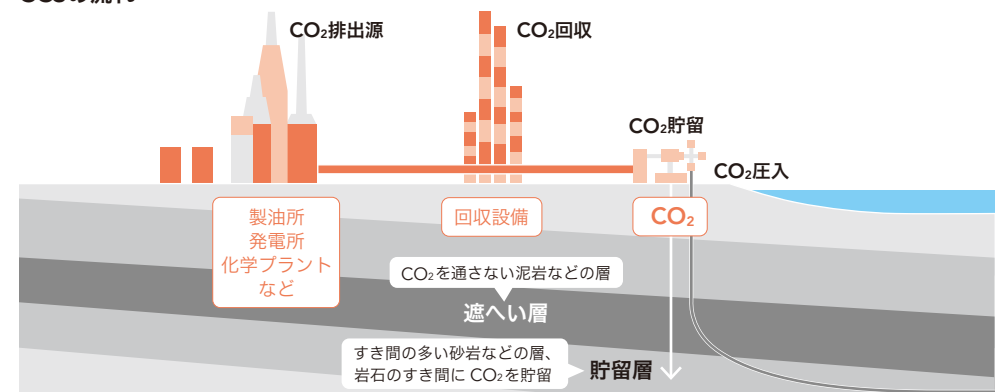 CO₂排出源
CO₂回収
CO₂貯留
CO₂圧入
製油所
発電所
化学プラント
など
回収設備
CO₂
CO₂を通さない泥岩などの層
遮へい層
すき間の多い砂岩などの層、
岩石のすき間に CO₂を貯留
貯留層